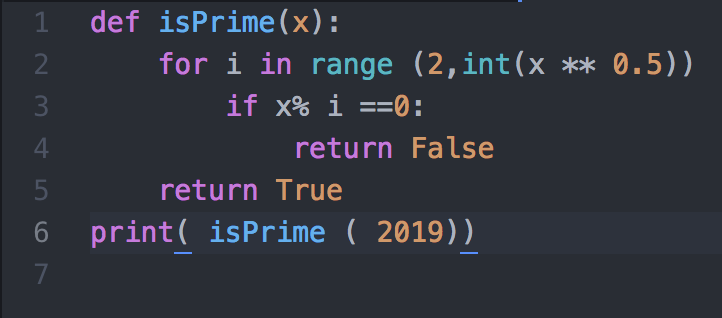 1 def isPrime(x):
2 for i in range (2,int(x ** 0.5))
3 if x% i ==0:
4 return False
5 return True
6 print( isPrime ( 2019))
7